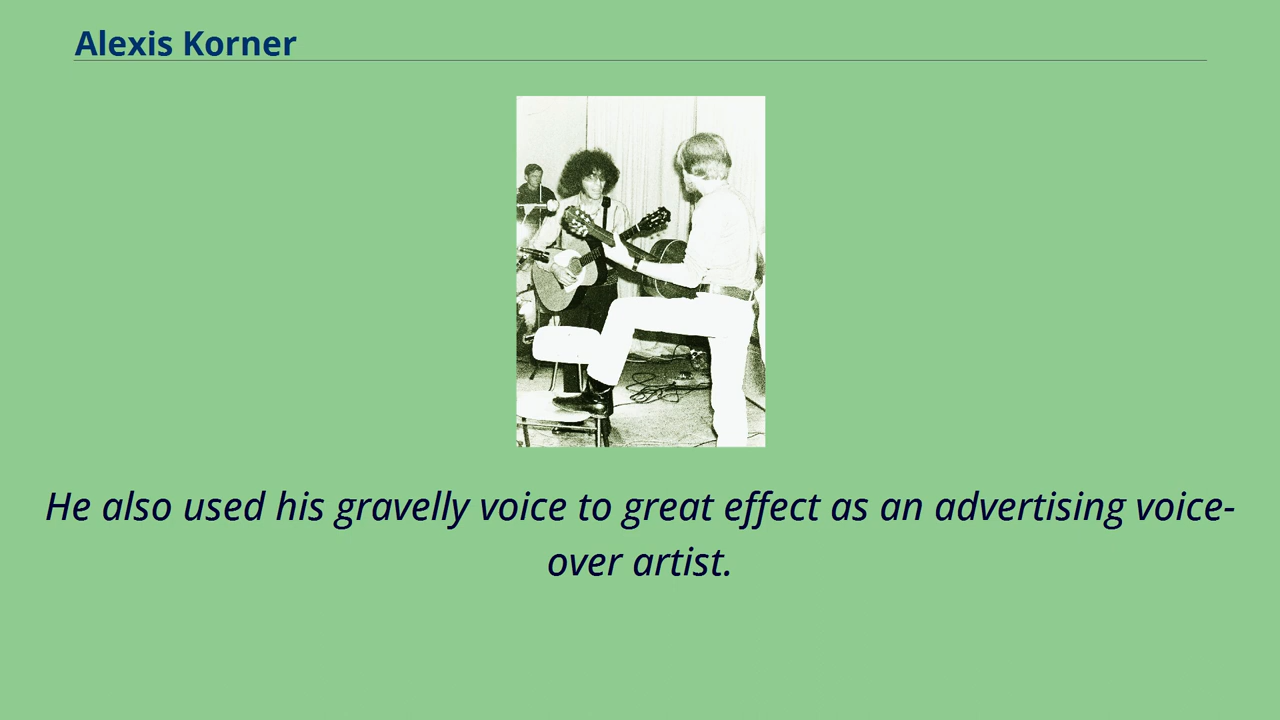 Alexis Korner
He also used his gravelly voice to great effect as an advertising voice-
over artist.